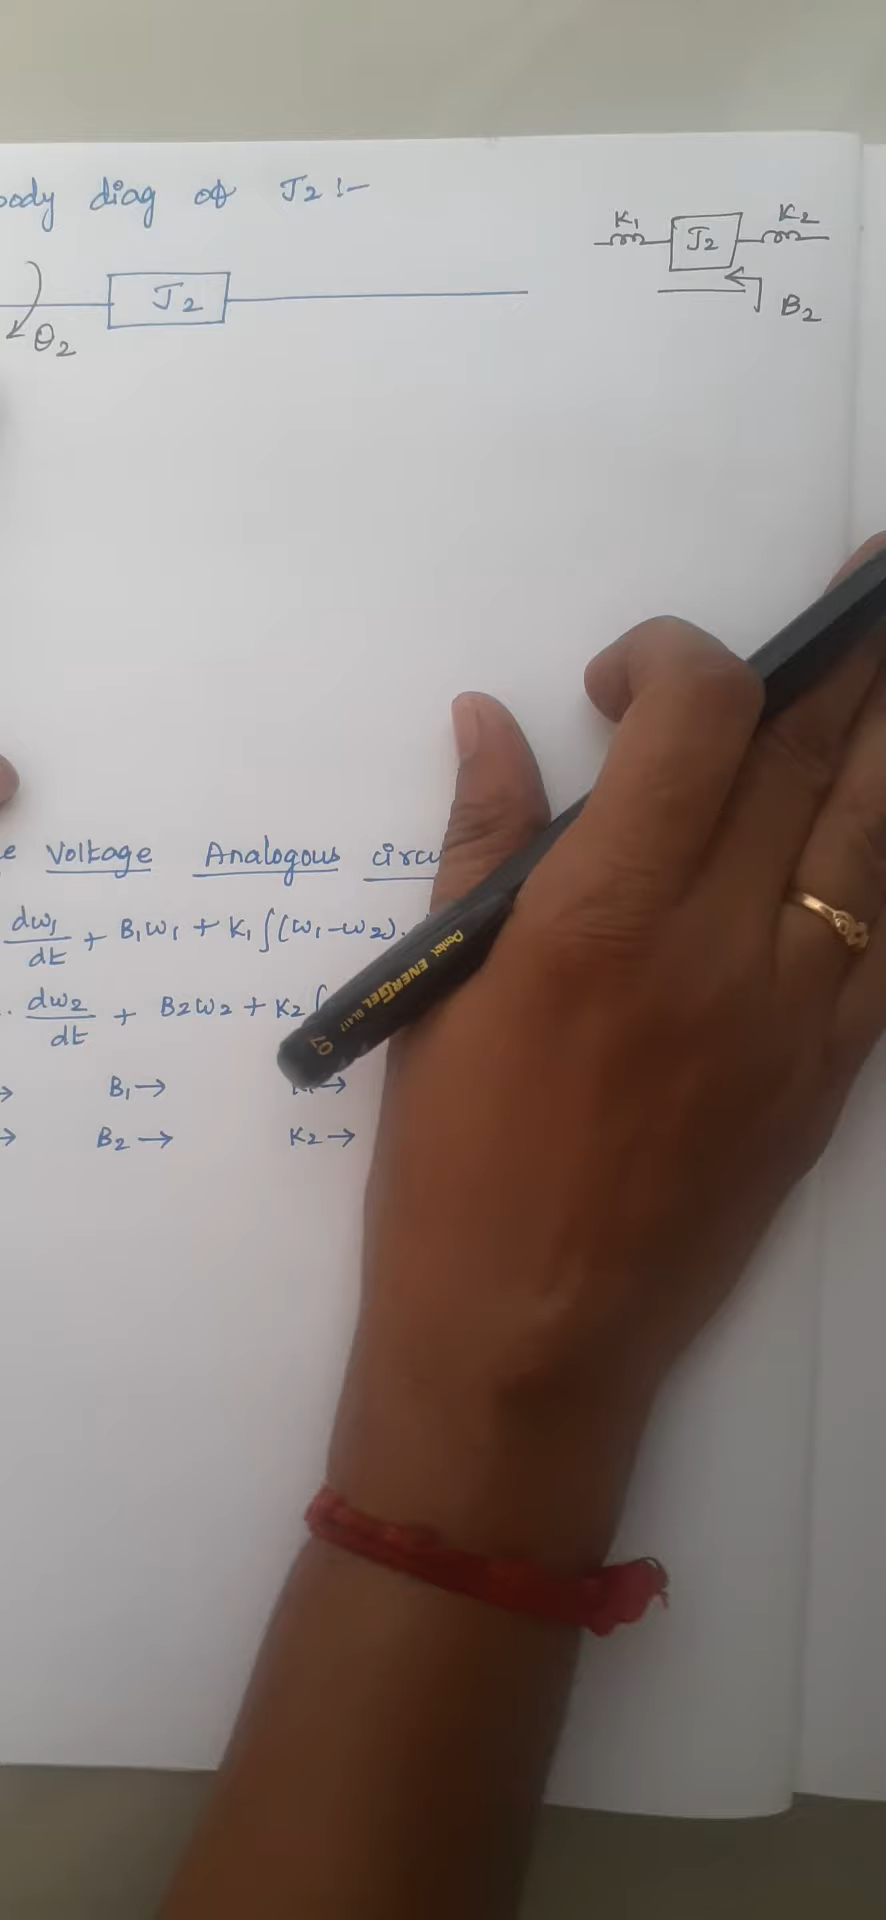 body diag of J2 :-
K1 J2 K2
B2
J2
θ2
Voltage Analogous
dω1/dt + B1ω1 + K1 ∫(ω1-ω2).
. dω2/dt + B2ω2 + K2 ∫
→ B1→ →
→ B2→ K2→
Pentel ENERGEL BL417
07